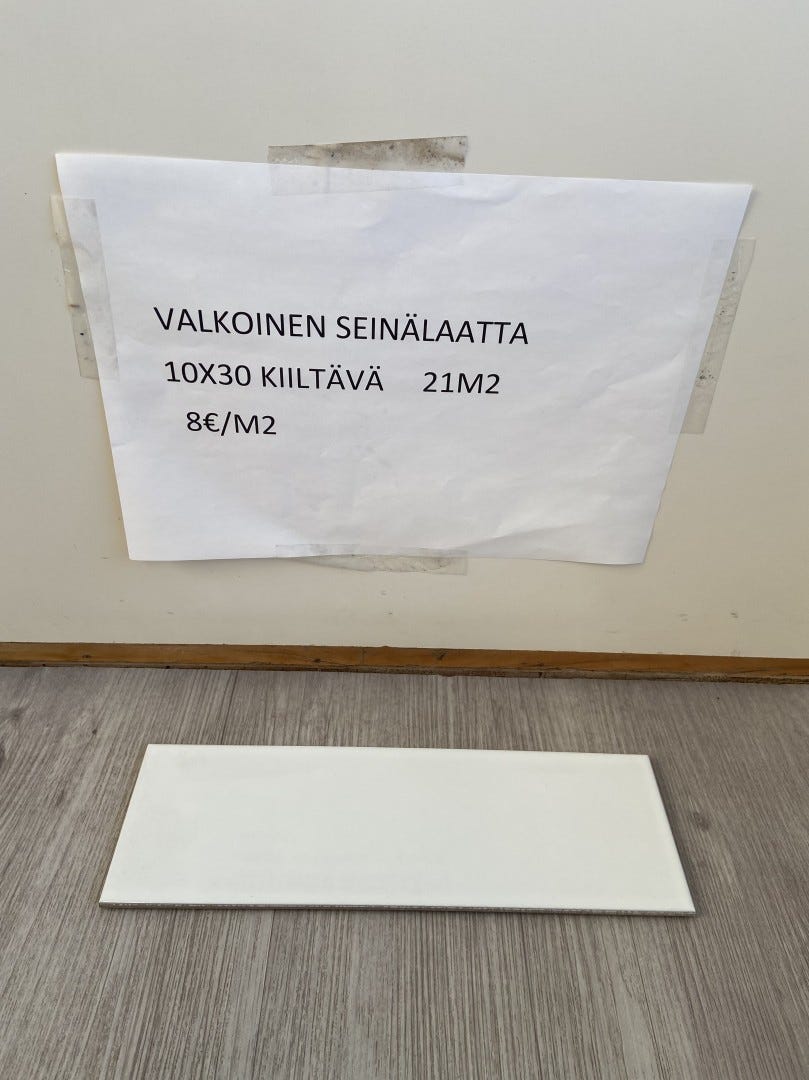 VALKOINEN SEINÄLAATTA
10X30 KIILTÄVÄ 21M2
8€/M2